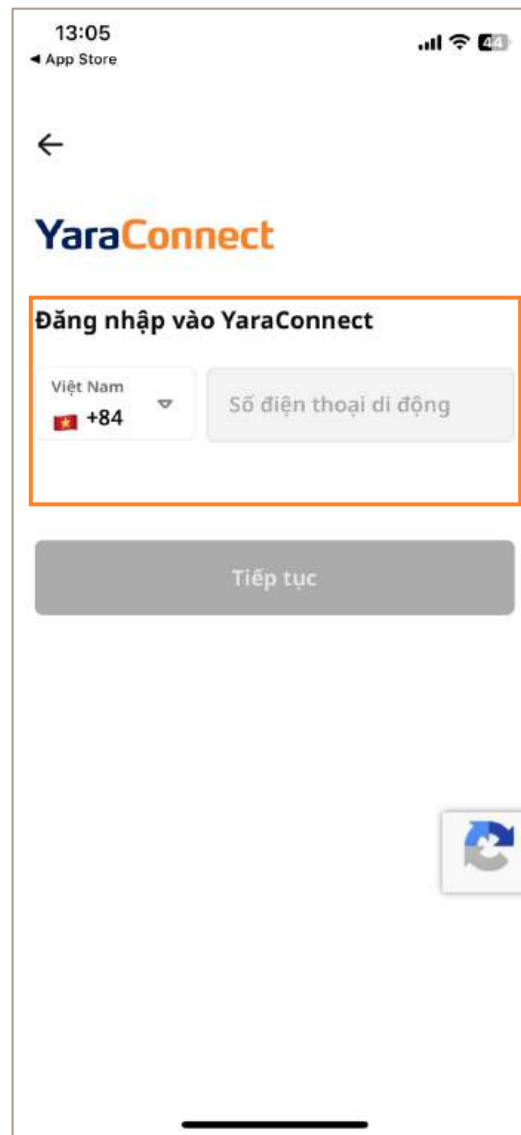 13:05
◀ App Store
44
YaraConnect
Đăng nhập vào YaraConnect
Việt Nam
+84
Số điện thoại di động
Tiếp tục